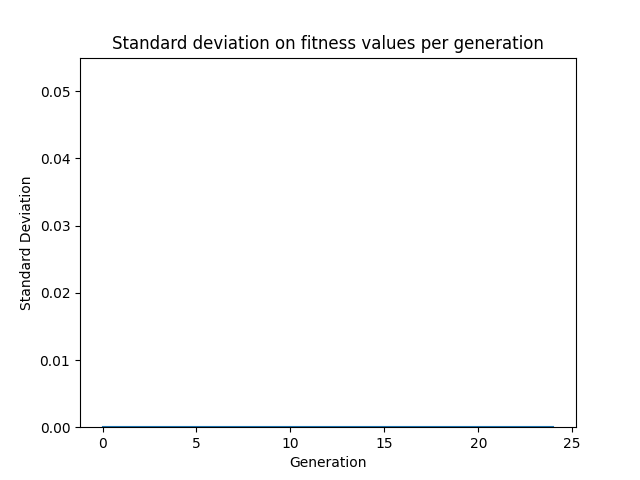 Standard deviation on fitness values per generation
0.05
0.04
0.03
0.02
0.01
0.00
Standard Deviation
0 5 10 15 20 25
Generation